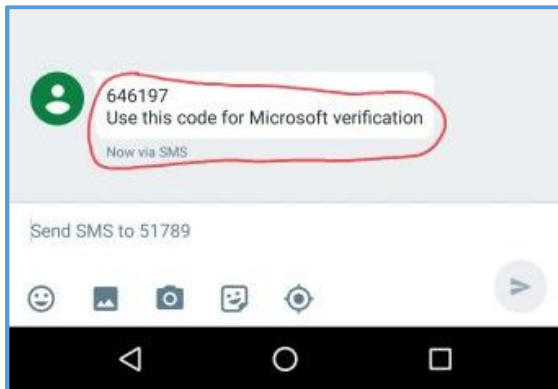 646197
Use this code for Microsoft verification
Now via SMS
Send SMS to 51789